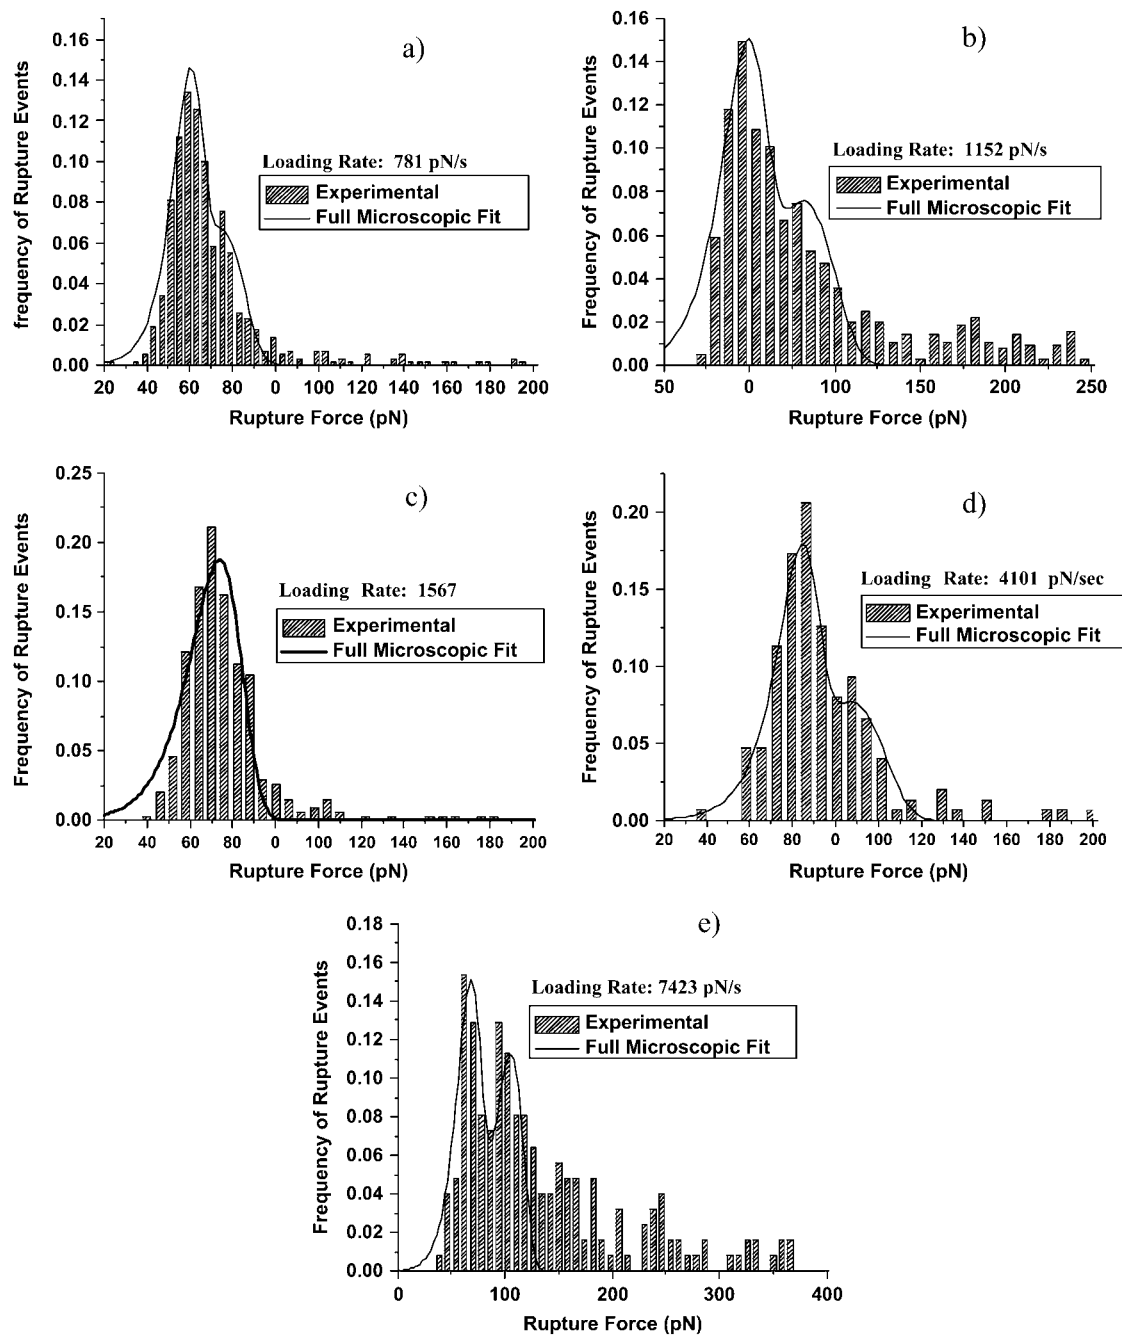 a)
0.16
0.14
0.12
0.10
0.08
0.06
0.04
0.02
0.00
frequency of Rupture Events
Loading Rate: 781 pN/s
Experimental
Full Microscopic Fit
20 40 60 80 0 100 120 140 160 180 200
Rupture Force (pN)
b)
0.16
0.14
0.12
0.10
0.08
0.06
0.04
0.02
0.00
Frequency of Rupture Events
Loading Rate: 1152 pN/s
Experimental
Full Microscopic Fit
50 0 100 150 200 250
Rupture Force (pN)
c)
0.25
0.20
0.15
0.10
0.05
0.00
Frequency of Rupture Events
Loading Rate: 1567
Experimental
Full Microscopic Fit
20 40 60 80 0 100 120 140 160 180 200
Rupture Force (pN)
d)
0.20
0.15
0.10
0.05
0.00
Frequency of Rupture Events
Loading Rate: 4101 pN/sec
Experimental
Full Microscopic Fit
20 40 60 80 0 100 120 140 160 180 200
Rupture Force (pN)
e)
0.18
0.16
0.14
0.12
0.10
0.08
0.06
0.04
0.02
0.00
Frequency of Rupture Events
Loading Rate: 7423 pN/s
Experimental
Full Microscopic Fit
0 100 200 300 400
Rupture Force (pN)